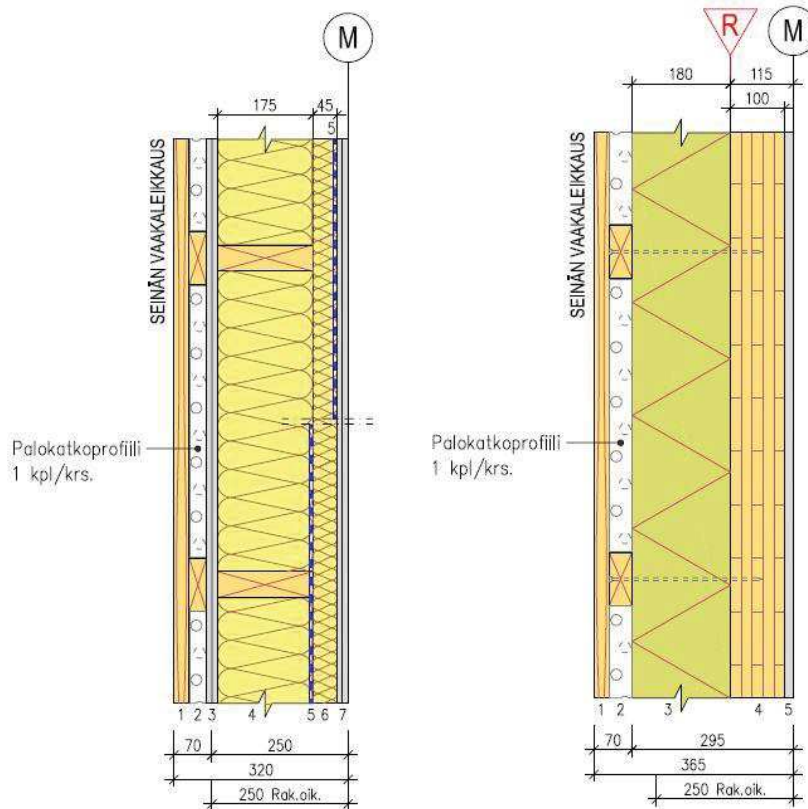 M
175
45
5
SEINÄN VAAKALEIKKAUS
Palokatkoprofiili
1 kpl/krs.
1 2 3 4 5 6 7
70 250
320
250 Rak.oik.
R M
180 115
100
SEINÄN VAAKALEIKKAUS
Palokatkoprofiili
1 kpl/krs.
1 2 3 4 5
70 295
365
250 Rak.oik.